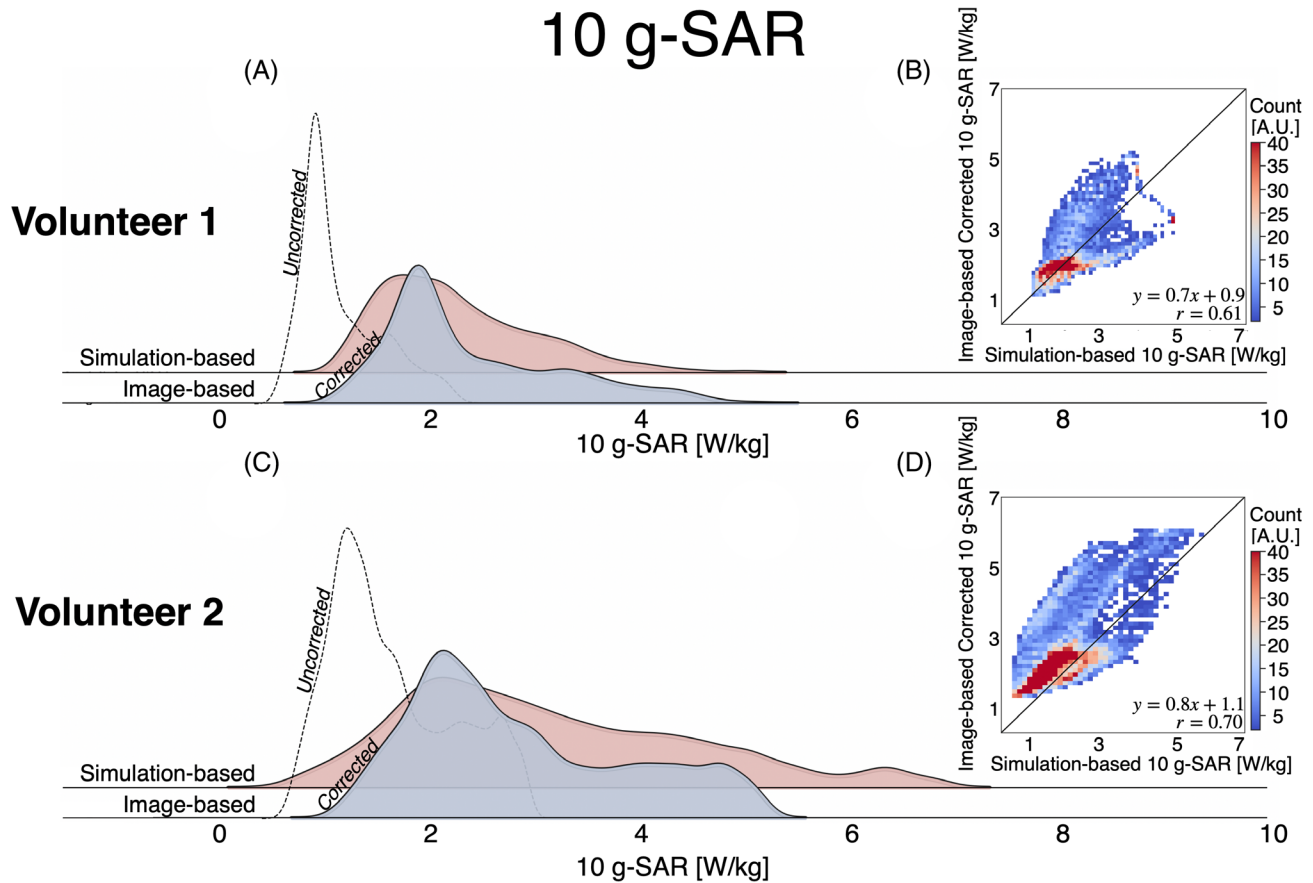 10 g-SAR
(A)
(B)
Volunteer 1
Uncorrected
Corrected
Simulation-based
Image-based
0 2 4 6 8 10
10 g-SAR [W/kg]
Image-based Corrected 10 g-SAR [W/kg]
7
5
3
1
y = 0.7x + 0.9
r = 0.61
1 3 5 7
Simulation-based 10 g-SAR [W/kg]
Count
[A.U.]
40
35
30
25
20
15
10
5
(C)
(D)
Volunteer 2
Uncorrected
Corrected
Simulation-based
Image-based
0 2 4 6 8 10
10 g-SAR [W/kg]
Image-based Corrected 10 g-SAR [W/kg]
7
5
3
1
y = 0.8x + 1.1
r = 0.70
1 3 5 7
Simulation-based 10 g-SAR [W/kg]
Count
[A.U.]
40
35
30
25
20
15
10
5